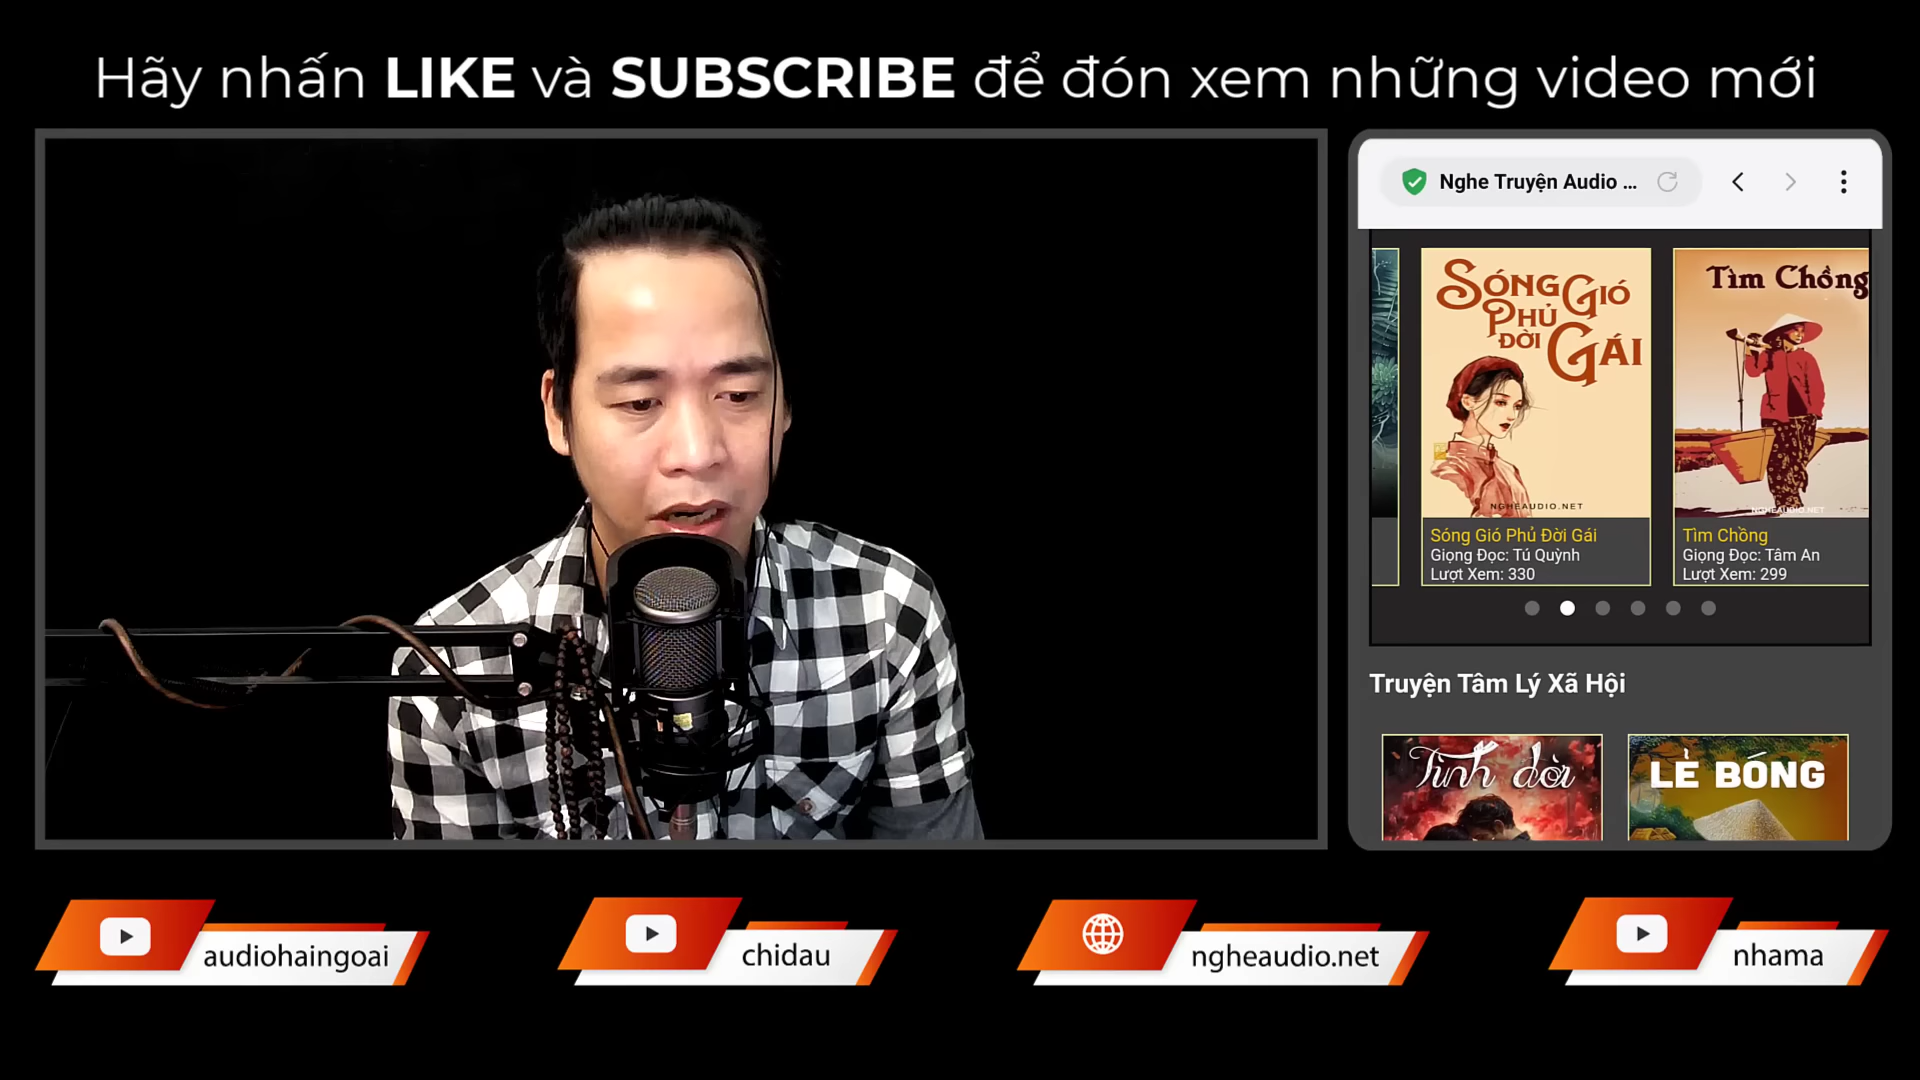 Hãy nhấn LIKE và SUBSCRIBE để đón xem những video mới
Nghe Truyện Audio ...
SÓNG GIÓ
PHỦ
ĐỜI GÁI
NGHEAUDIO.NET
Sóng Gió Phủ Đời Gái
Giọng Đọc: Tú Quỳnh
Lượt Xem: 330
Tìm Chồng
NGHEAUDIO.NET
Tìm Chồng
Giọng Đọc: Tâm An
Lượt Xem: 299
Truyện Tâm Lý Xã Hội
Tình đời
LẺ BÓNG
audiohaingoai
chidau
ngheaudio.net
nhama